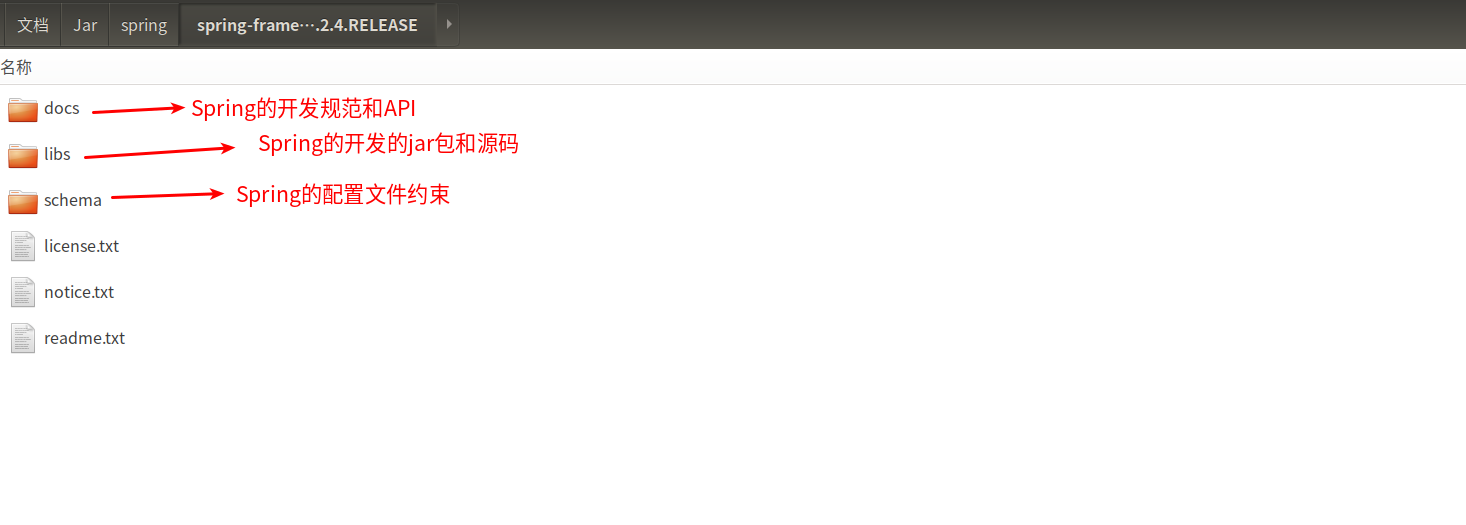 文档 Jar spring spring-frame….2.4.RELEASE
名称
docs Spring的开发规范和API
libs Spring的开发的jar包和源码
schema Spring的配置文件约束
license.txt
notice.txt
readme.txt